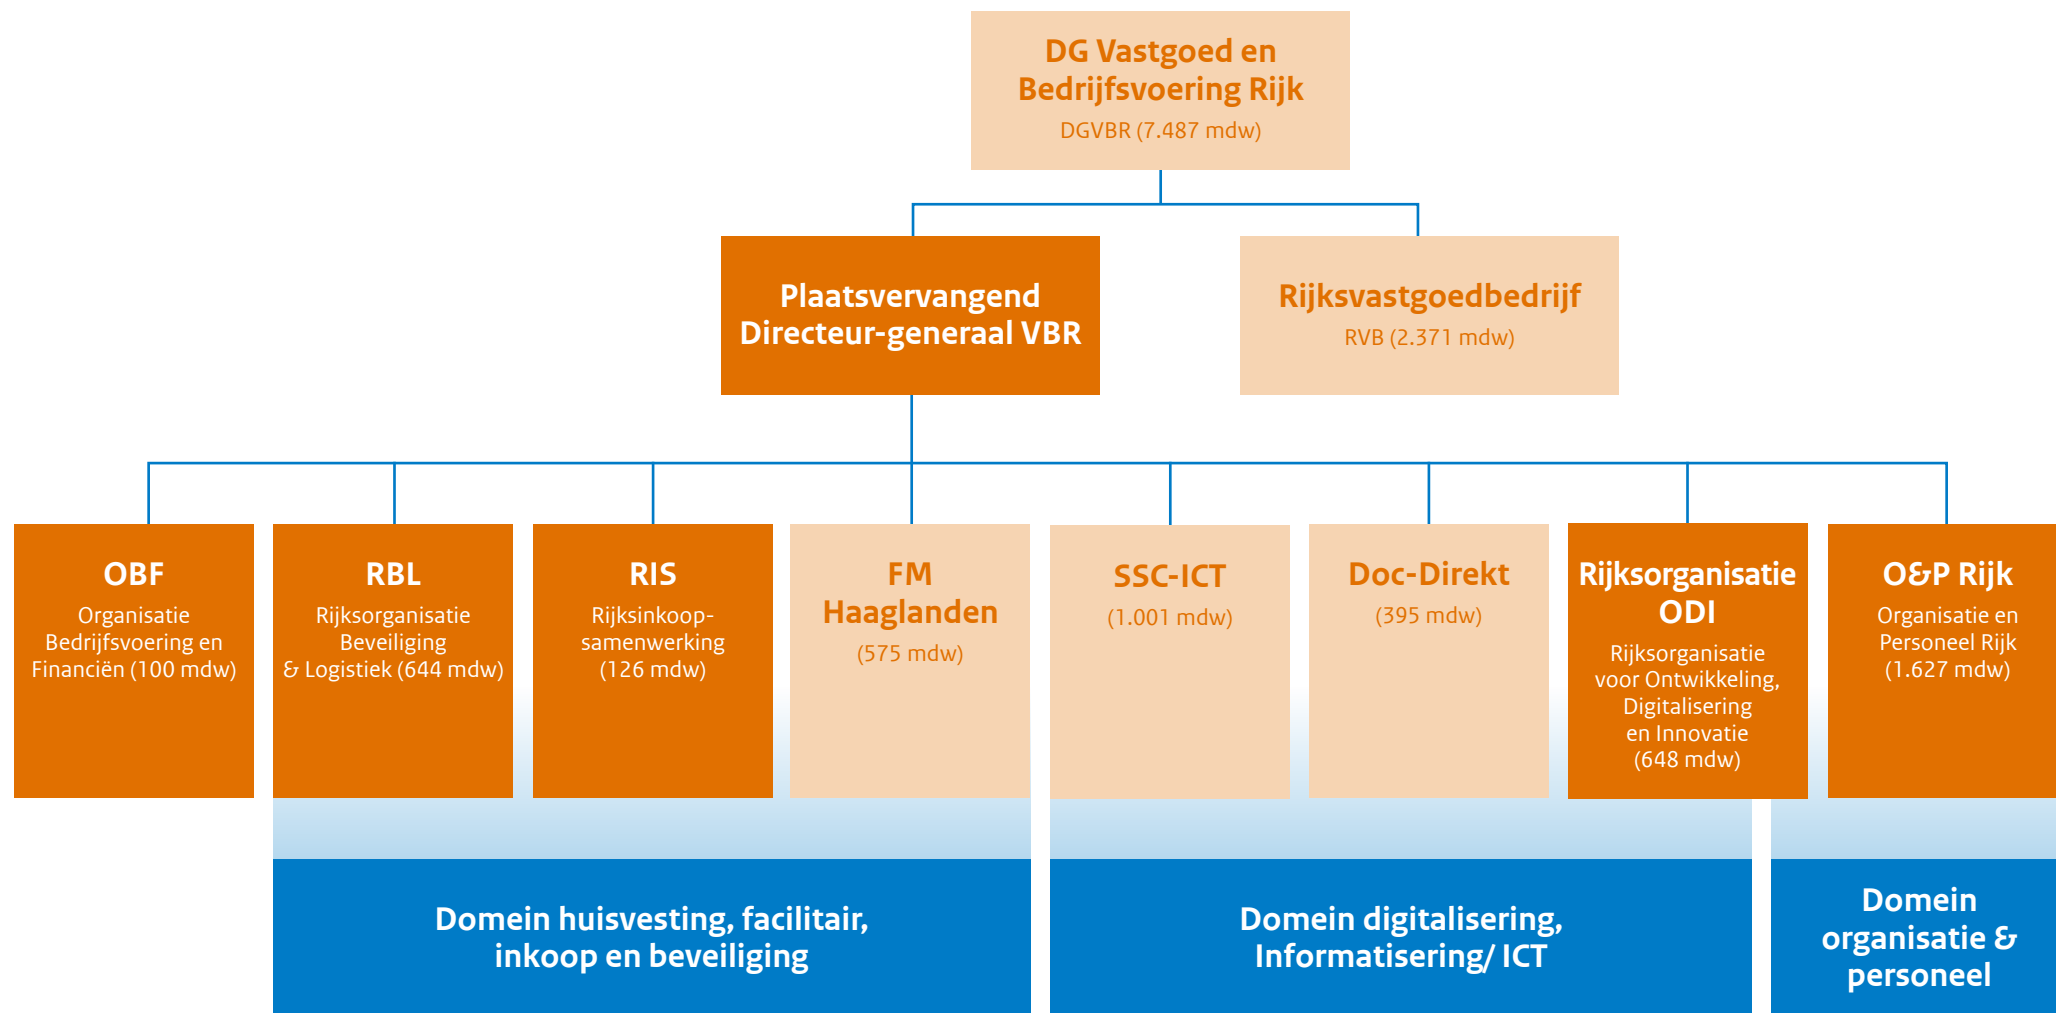 DG Vastgoed en
Bedrijfsvoering Rijk
DGVBR (7.487 mdw)
Plaatsvervangend
Directeur-generaal VBR
Rijksvastgoedbedrijf
RVB (2.371 mdw)
OBF
Organisatie
Bedrijfsvoering en
Financiën (100 mdw)
RBL
Rijksorganisatie
Beveiliging
& Logistiek (644 mdw)
RIS
Rijksinkoop-
samenwerking
(126 mdw)
FM
Haaglanden
(575 mdw)
SSC-ICT
(1.001 mdw)
Doc-Direkt
(395 mdw)
Rijksorganisatie
ODI
Rijksorganisatie
voor Ontwikkeling,
Digitalisering
en Innovatie
(648 mdw)
O&P Rijk
Organisatie en
Personeel Rijk
(1.627 mdw)
Domein huisvesting, facilitair,
inkoop en beveiliging
Domein digitalisering,
Informatisering/ ICT
Domein
organisatie &
personeel